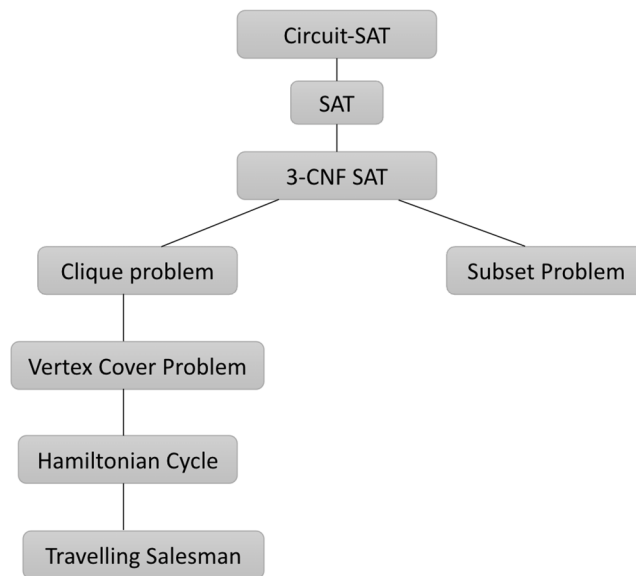 Circuit-SAT
SAT
3-CNF SAT
Clique problem
Subset Problem
Vertex Cover Problem
Hamiltonian Cycle
Travelling Salesman